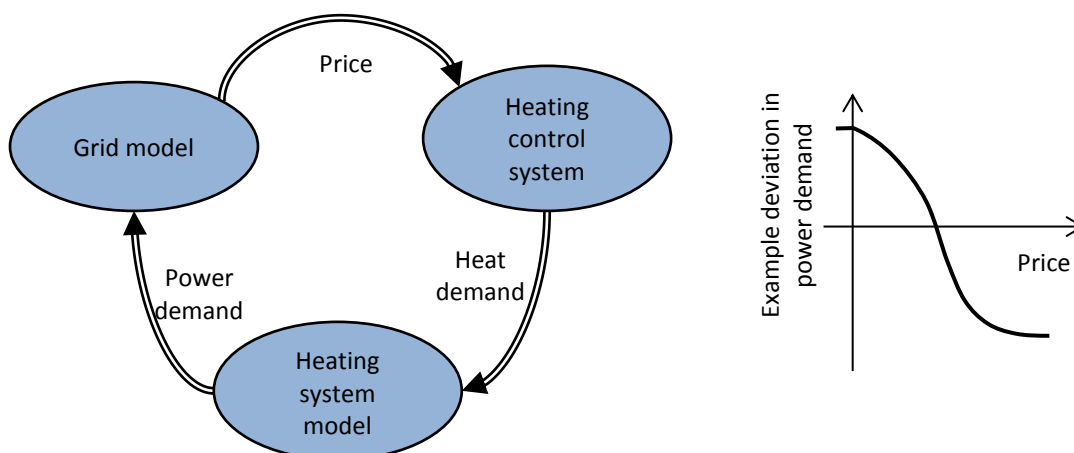 Price
Grid model
Heating
control
system
Power
demand
Heat
demand
Heating
system
model
Example deviation in
power demand
Price